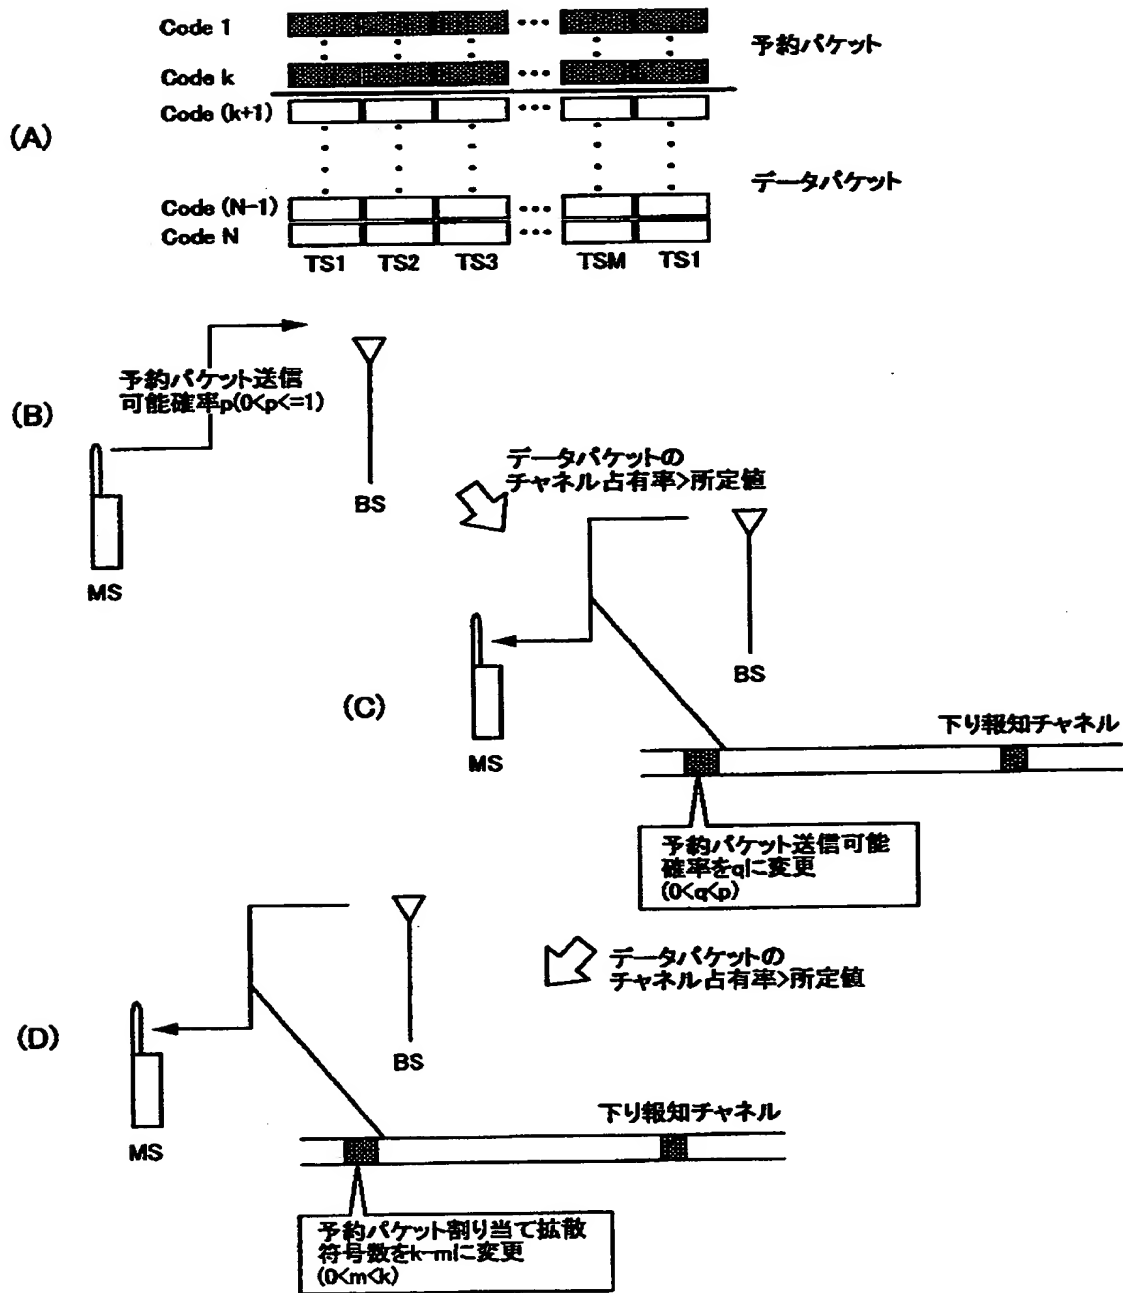 Code 1
予約パケット
Code k
Code (k+1)
(A)
データパケット
Code (N-1)
Code N
TS1 TS2 TS3 TSM TS1
(B)
予約パケット送信
可能確率p(0<p<=1)
BS
MS
データパケットの
チャネル占有率>所定値
(C)
BS
MS
下り報知チャネル
予約パケット送信可能
確率をqに変更
(0<q<p)
データパケットの
チャネル占有率>所定値
(D)
BS
MS
下り報知チャネル
予約パケット割り当て拡散
符号数をk-mに変更
(0<m<k)